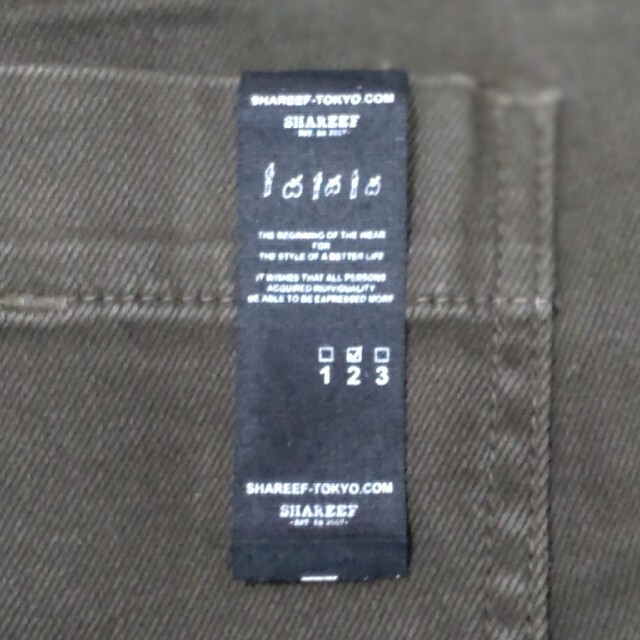 SHAREEF-TOKYO.COM
SHAREEF
THE BEGINNING OF THE WEAR
FOR
THE STYLE OF A BETTER LIFE
IT WISHES THAT ALL PERSONS
ACQUIRED INDIVIDUALITY
BE ABLE TO BE EXPRESSED MORE
1 2 3
SHAREEF-TOKYO.COM
SHAREEF